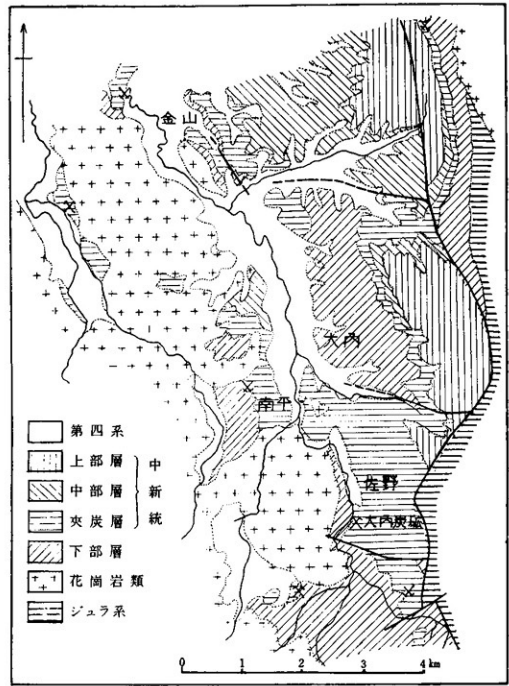 金山
大内
南平
佐野
大内炭砿
第四系
上部層
中部層
夾炭層
中新統
下部層
花崗岩類
ジュラ系
0 1 2 3 4 km